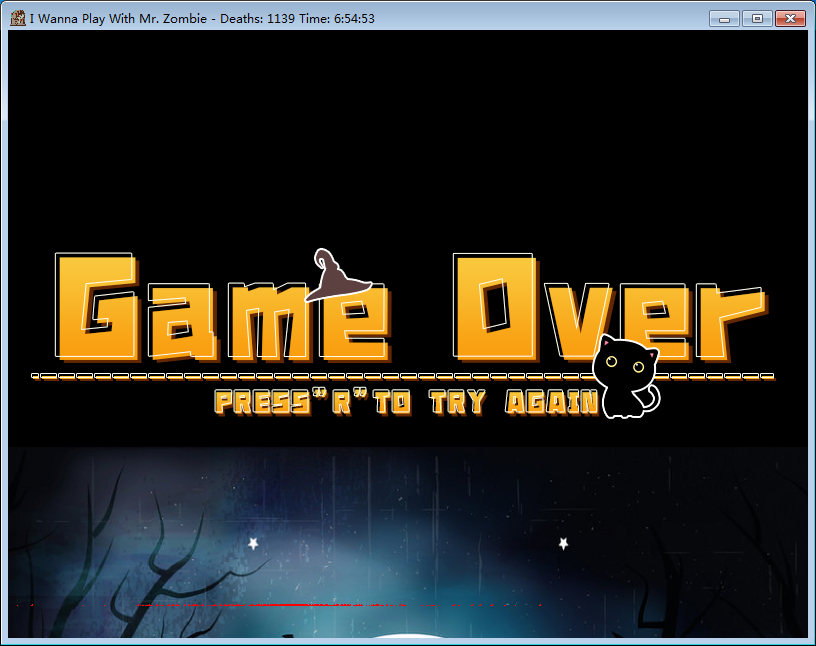 I Wanna Play With Mr. Zombie - Deaths: 1139 Time: 6:54:53
Game Over
PRESS"R"TO TRY AGAIN